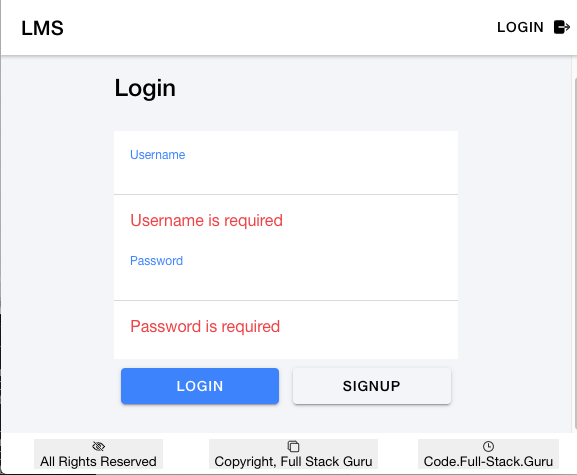 LMS
LOGIN
Login
Username
Username is required
Password
Password is required
LOGIN SIGNUP
All Rights Reserved Copyright, Full Stack Guru Code.Full-Stack.Guru